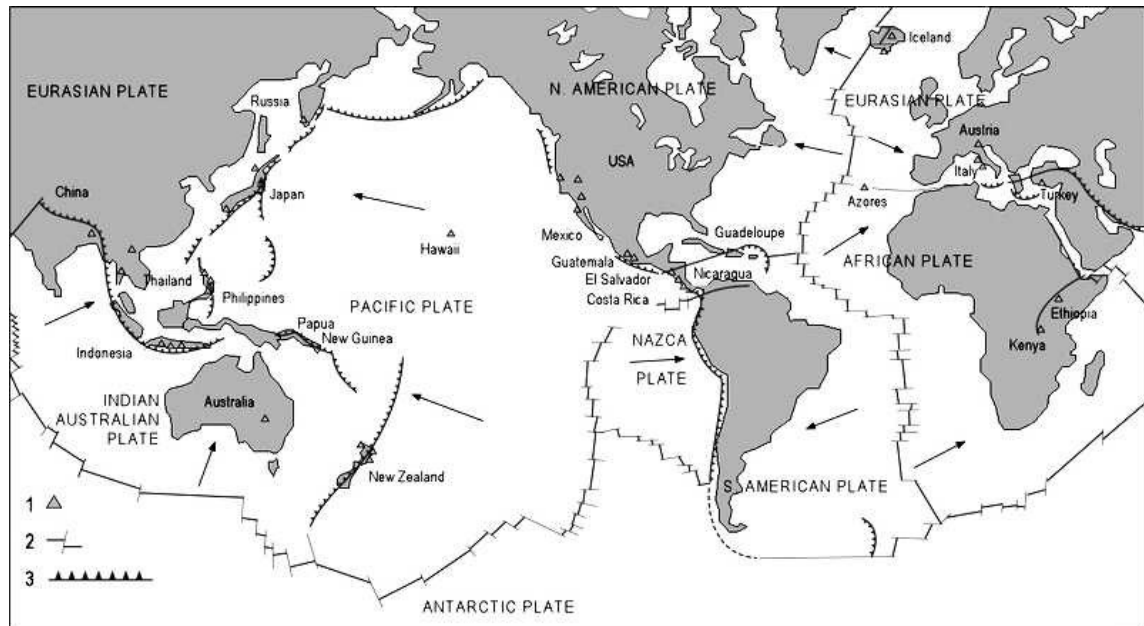 Iceland
EURASIAN PLATE
N. AMERICAN PLATE
EURASIAN PLATE
Russia
Austria
USA
Italy
China
Japan
Azores
Turkey
Mexico
Guadeloupe
Hawaii
Guatemala
AFRICAN PLATE
Thailand
El Salvador
Nicaragua
Philippines
Costa Rica
PACIFIC PLATE
Ethiopia
Papua
New Guinea
Indonesia
NAZCA
PLATE
Kenya
INDIAN
AUSTRALIAN
PLATE
Australia
New Zealand
S. AMERICAN PLATE
1
2
3
ANTARCTIC PLATE